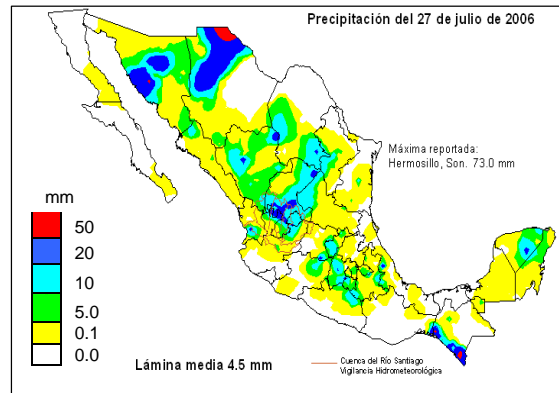 Precipitación del 27 de julio de 2006
Máxima reportada:
Hermosillo, Son. 73.0 mm
mm
50
20
10
5.0
0.1
0.0
Lámina media 4.5 mm
Cuenca del Río Santiago
Vigilancia Hidrometeorológica